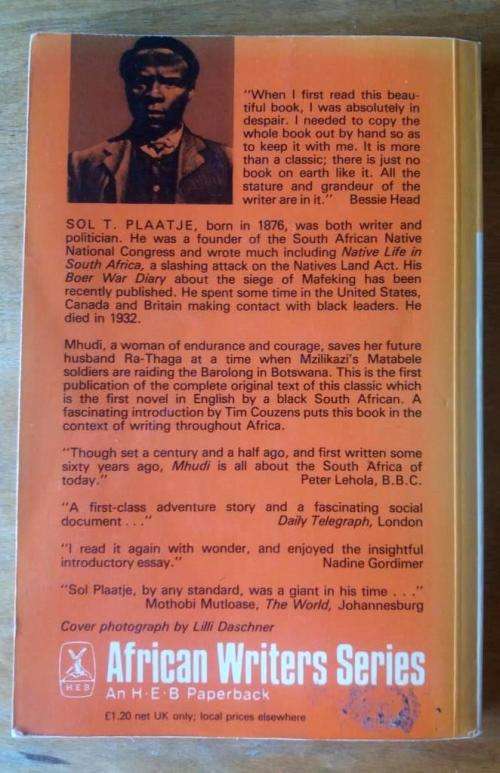 "When I first read this beau-
tiful book, I was absolutely in
despair. I needed to copy the
whole book out by hand so as
to keep it with me. It is more
than a classic; there is just no
book on earth like it. All the
stature and grandeur of the
writer are in it." Bessie Head
SOL T. PLAATJE, born in 1876, was both writer and
politician. He was a founder of the South African Native
National Congress and wrote much including Native Life in
South Africa, a slashing attack on the Natives Land Act. His
Boer War Diary about the siege of Mafeking has been
recently published. He spent some time in the United States,
Canada and Britain making contact with black leaders. He
died in 1932.
Mhudi, a woman of endurance and courage, saves her future
husband Ra-Thaga at a time when Mzilikazi's Matabele
soldiers are raiding the Barolong in Botswana. This is the first
publication of the complete original text of this classic which
is the first novel in English by a black South African. A
fascinating introduction by Tim Couzens puts this book in the
context of writing throughout Africa.
"Though set a century and a half ago, and first written some
sixty years ago, Mhudi is all about the South Africa of
today." Peter Lehola, B.B.C.
"A first-class adventure story and a fascinating social
document . . ." Daily Telegraph, London
"I read it again with wonder, and enjoyed the insightful
introductory essay." Nadine Gordimer
"Sol Plaatje, by any standard, was a giant in his time . . ."
Mothobi Mutloase, The World, Johannesburg
Cover photograph by Lilli Daschner
H.E.B
African Writers Series
An H·E·B Paperback
£1.20 net UK only; local prices elsewhere